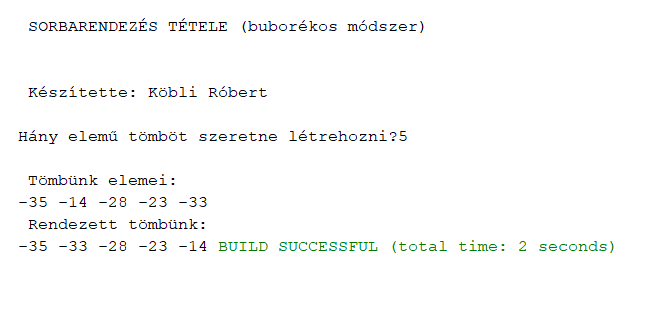 SORBARENDEZÉS TÉTELE (buborékos módszer)
Készítette: Köbli Róbert
Hány elemű tömböt szeretne létrehozni?5
Tömbünk elemei:
-35 -14 -28 -23 -33
Rendezett tömbünk:
-35 -33 -28 -23 -14 BUILD SUCCESSFUL (total time: 2 seconds)